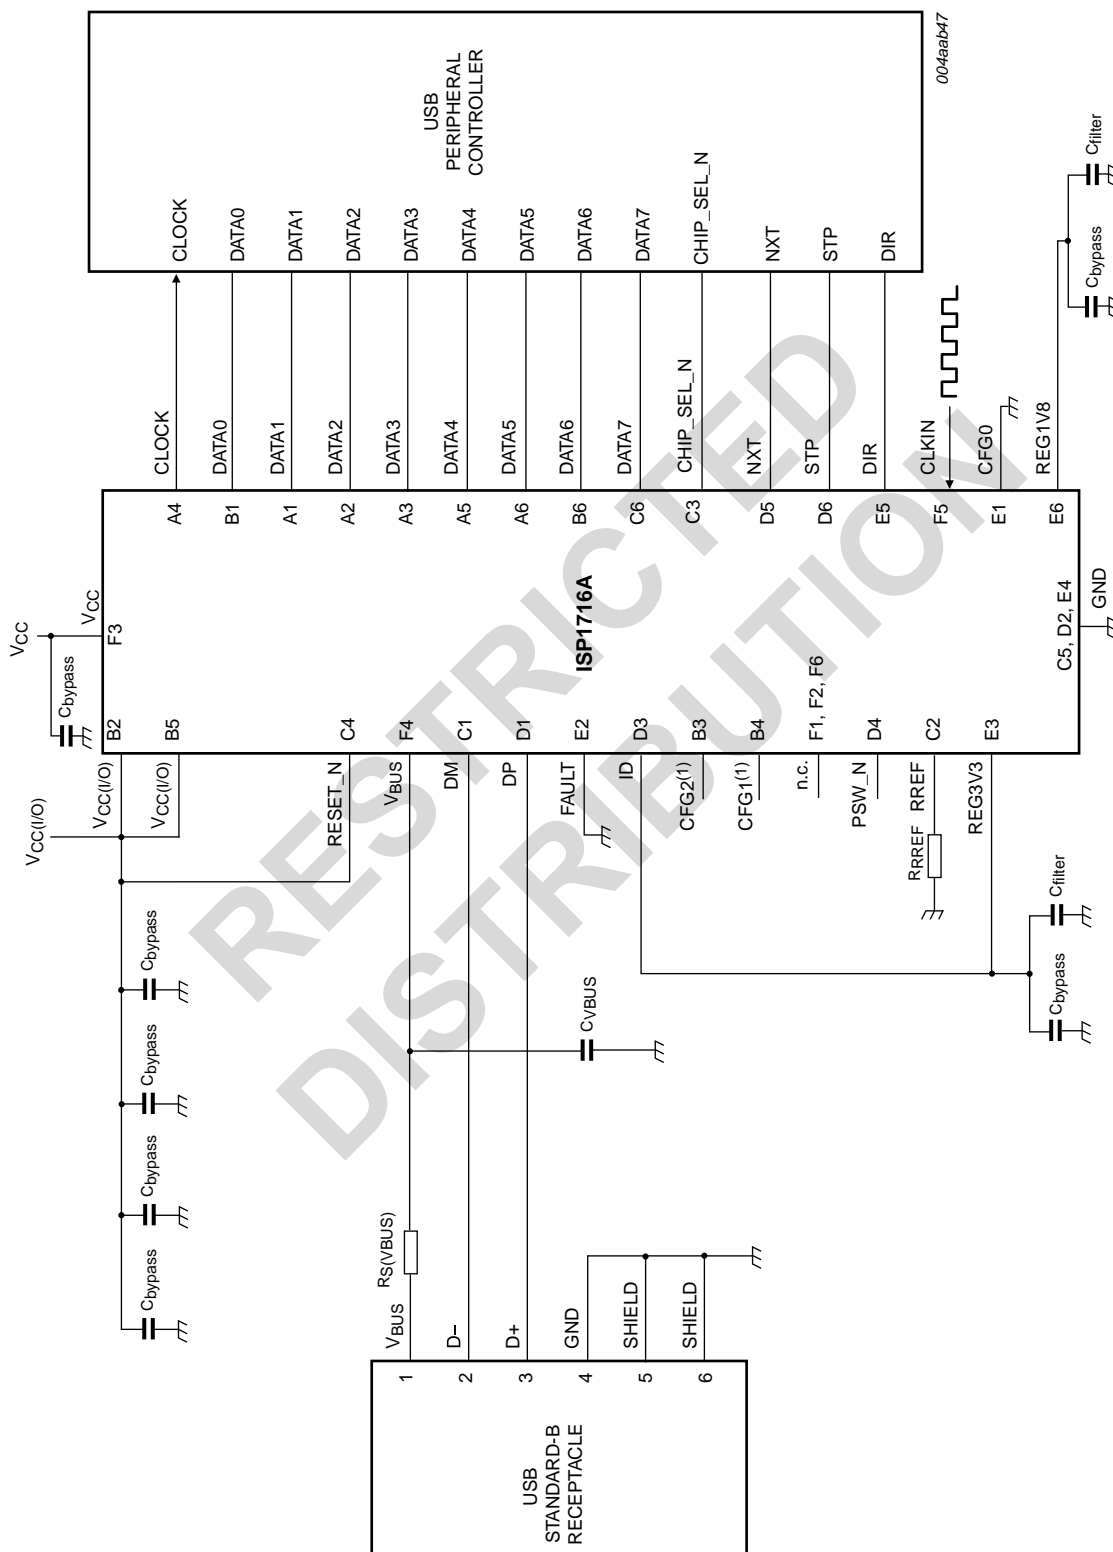 USB
STANDARD-B
RECEPTACLE
1
2
3
4
5
6
VBUS
D−
D+
GND
SHIELD
SHIELD
RS(VBUS)
CVBUS
Cbypass
Cbypass
Cbypass
Cbypass
VCC(I/O)
VCC(I/O)
VCC(I/O)
RESET_N
VBUS
DM
DP
FAULT
ID
CFG2(1)
CFG1(1)
n.c.
PSW_N
RREF
RRREF
REG3V3
Cbypass
Cfilter
B2
B5
C4
F4
C1
D1
E2
D3
B3
B4
F1, F2, F6
D4
C2
E3
VCC
Cbypass
VCC
F3
ISP1716A
C5, D2, E4
GND
A4
B1
A1
A2
A3
A5
A6
B6
C6
C3
D5
D6
E5
F5
E1
E6
CLOCK
DATA0
DATA1
DATA2
DATA3
DATA4
DATA5
DATA6
DATA7
CHIP_SEL_N
NXT
STP
DIR
CLKIN
CFG0
REG1V8
Cbypass
Cfilter
CLOCK
DATA0
DATA1
DATA2
DATA3
DATA4
DATA5
DATA6
DATA7
CHIP_SEL_N
NXT
STP
DIR
USB
PERIPHERAL
CONTROLLER
004aab47
RESTRICTED
DISTRIBUTION